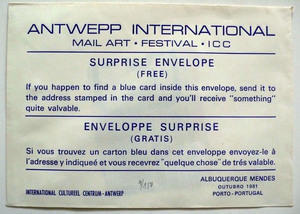 ANTWEPP INTERNATIONAL
MAIL ART • FESTIVAL • ICC
SURPRISE ENVELOPE
(FREE)
If you happen to find a blue card inside this envelope, send it to
the address stamped in the card and you'll receive "something"
quite valvable.
ENVELOPPE SURPRISE
(GRATIS)
Si vous trouvez un carton bleu dans cet enveloppe envoyez-le à
l'adresse y indiqueé et vous recevrez "quelque chose" de trés valable.
ALBUQUERQUE MENDES
OUTUBRO 1981
INTERNATIONAL CULTUREEL CENTRUM-ANTWERP
PORTO-PORTUGAL